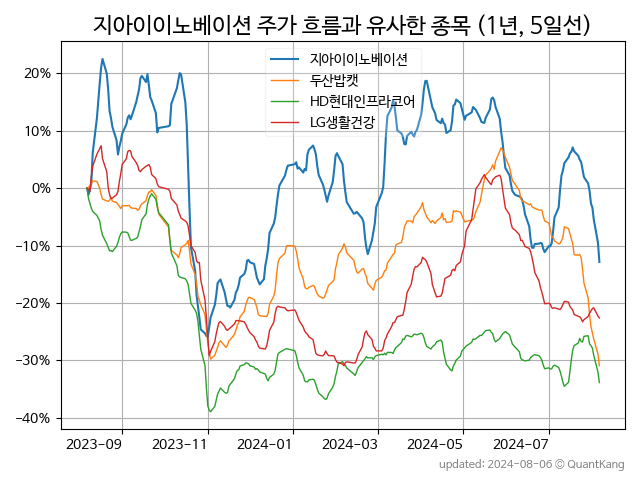 지아이이노베이션 주가 흐름과 유사한 종목 (1년, 5일선)
지아이이노베이션
두산밥캣
HD현대인프라코어
LG생활건강
20%
10%
0%
−10%
−20%
−30%
−40%
2023-09 2023-11 2024-01 2024-03 2024-05 2024-07
updated: 2024-08-06 © QuantKang